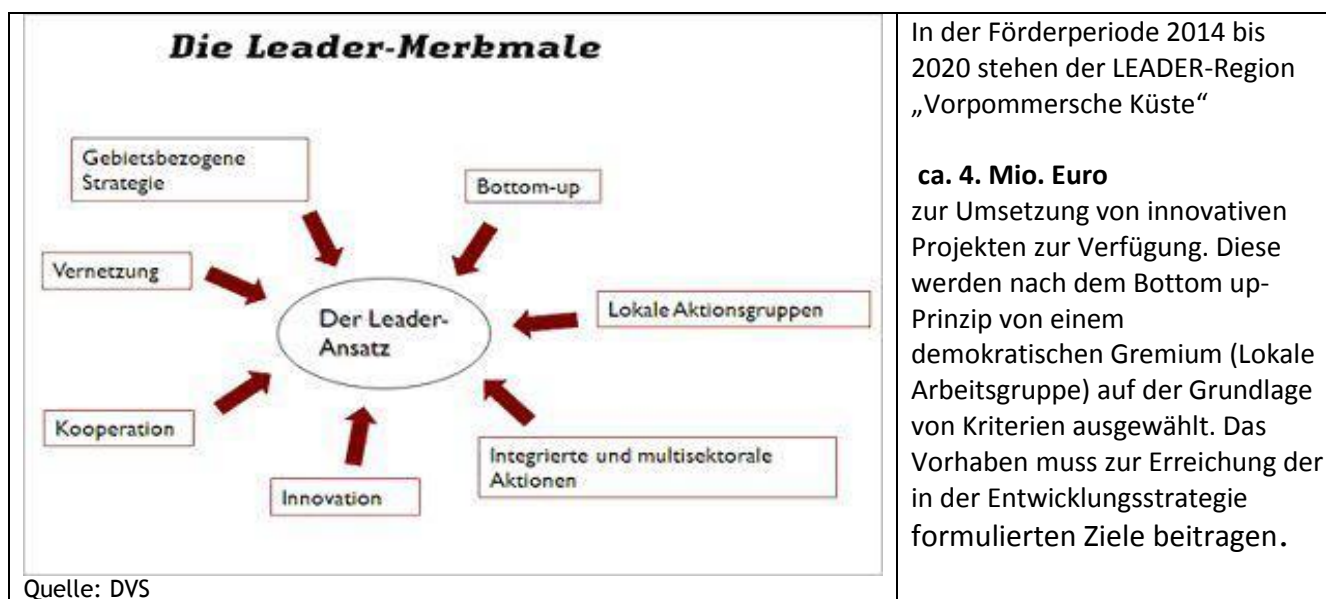 Die Leader-Merkmale
Gebietsbezogene
Strategie
Bottom-up
Vernetzung
Der Leader-
Ansatz
Lokale Aktionsgruppen
Kooperation
Innovation
Integrierte und multisektorale
Aktionen
Quelle: DVS
In der Förderperiode 2014 bis
2020 stehen der LEADER-Region
„Vorpommersche Küste“
ca. 4. Mio. Euro
zur Umsetzung von innovativen
Projekten zur Verfügung. Diese
werden nach dem Bottom up-
Prinzip von einem
demokratischen Gremium (Lokale
Arbeitsgruppe) auf der Grundlage
von Kriterien ausgewählt. Das
Vorhaben muss zur Erreichung der
in der Entwicklungsstrategie
formulierten Ziele beitragen.